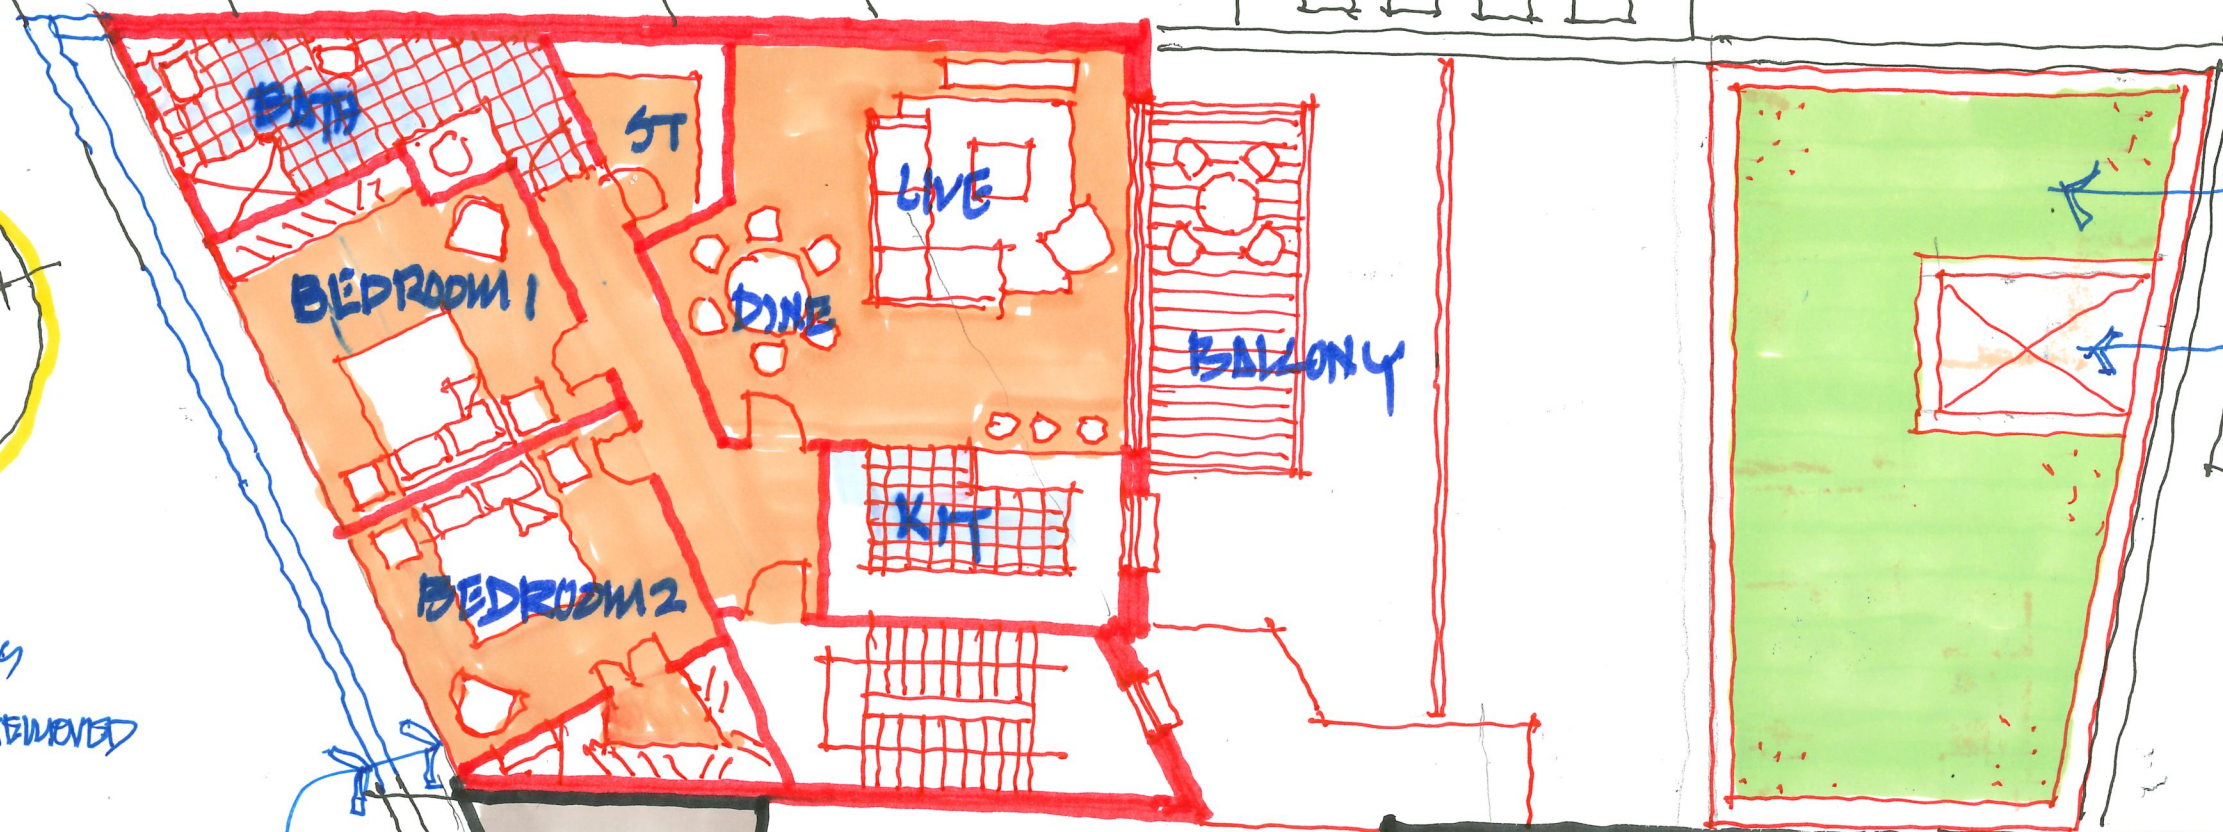 BATH
ST
LIVE
BEDROOM 1
DINE
BALCONY
KIT
BEDROOM 2